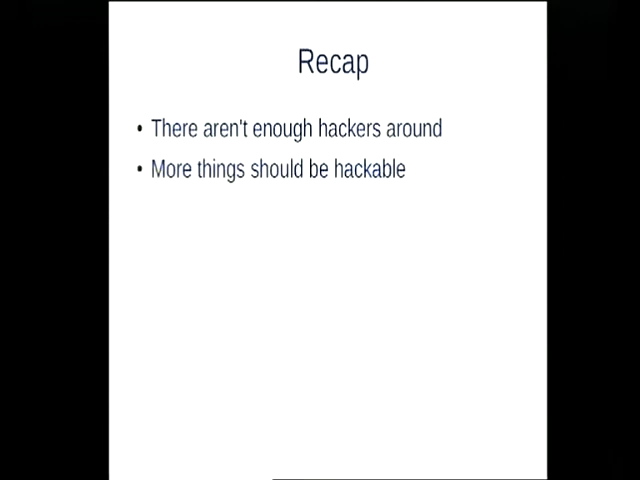 Recap
• There aren't enough hackers around
• More things should be hackable